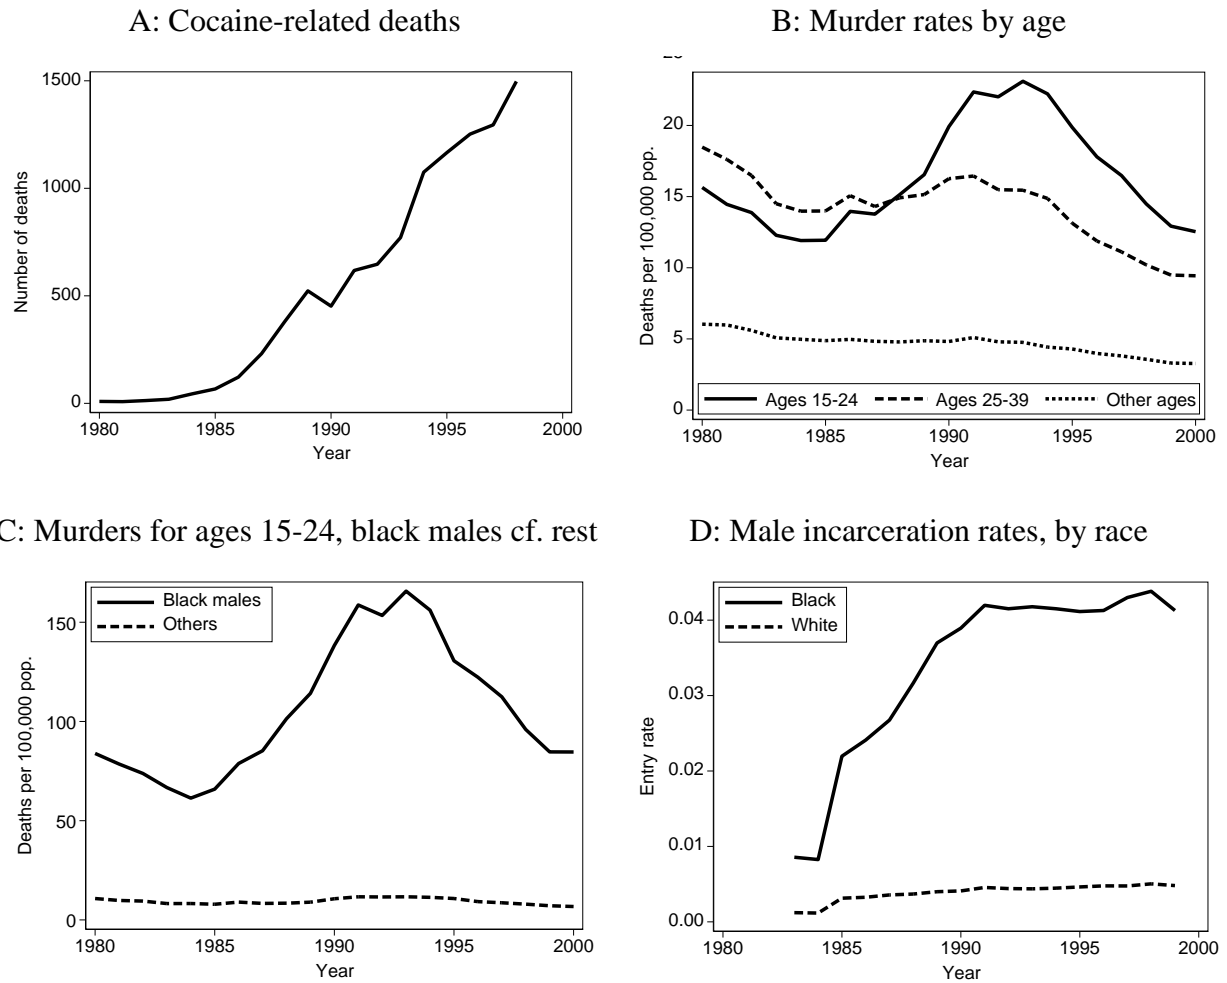 A: Cocaine-related deaths
1500
1000
500
0
Number of deaths
1980 1985 1990 1995 2000
Year
B: Murder rates by age
20
15
10
5
0
Deaths per 100,000 pop.
Ages 15-24 Ages 25-39 Other ages
1980 1985 1990 1995 2000
Year
C: Murders for ages 15-24, black males cf. rest
Black males
Others
150
100
50
0
Deaths per 100,000 pop.
1980 1985 1990 1995 2000
Year
D: Male incarceration rates, by race
Black
White
0.04
0.03
0.02
0.01
0.00
Entry rate
1980 1985 1990 1995 2000
Year